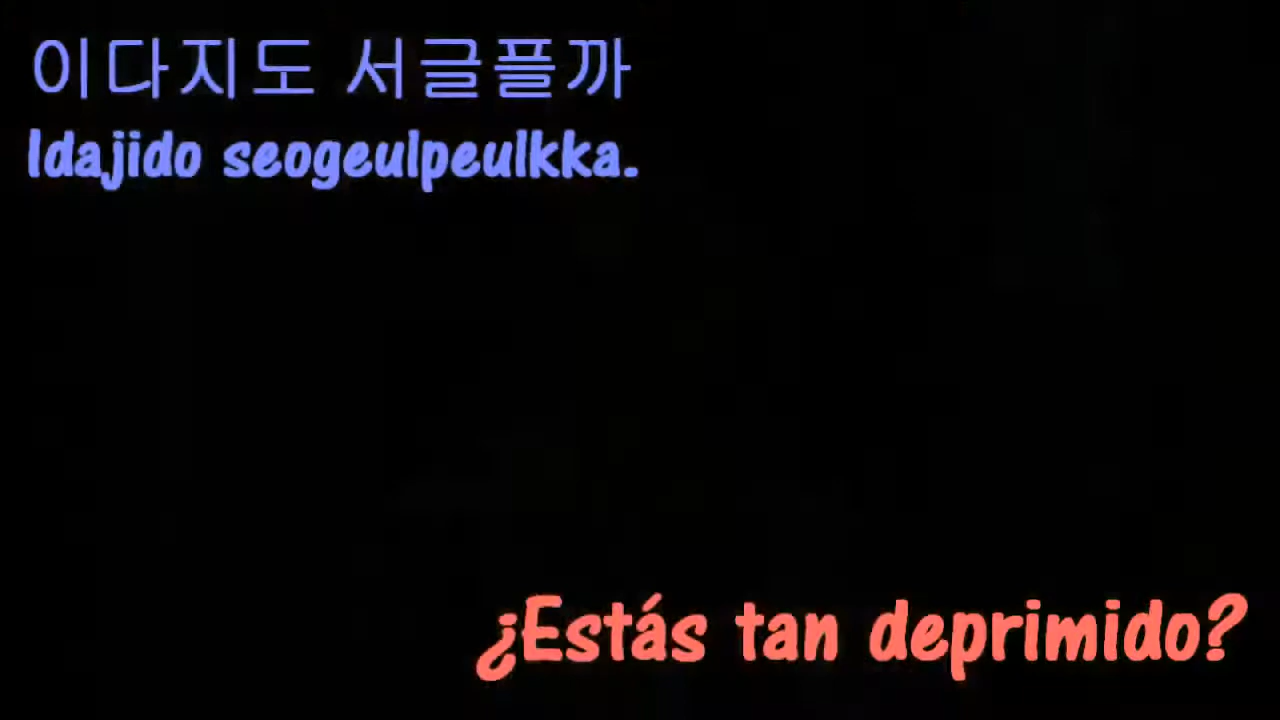 이다지도 서글플까
Idajido seogeulpeulkka.
¿Estás tan deprimido?